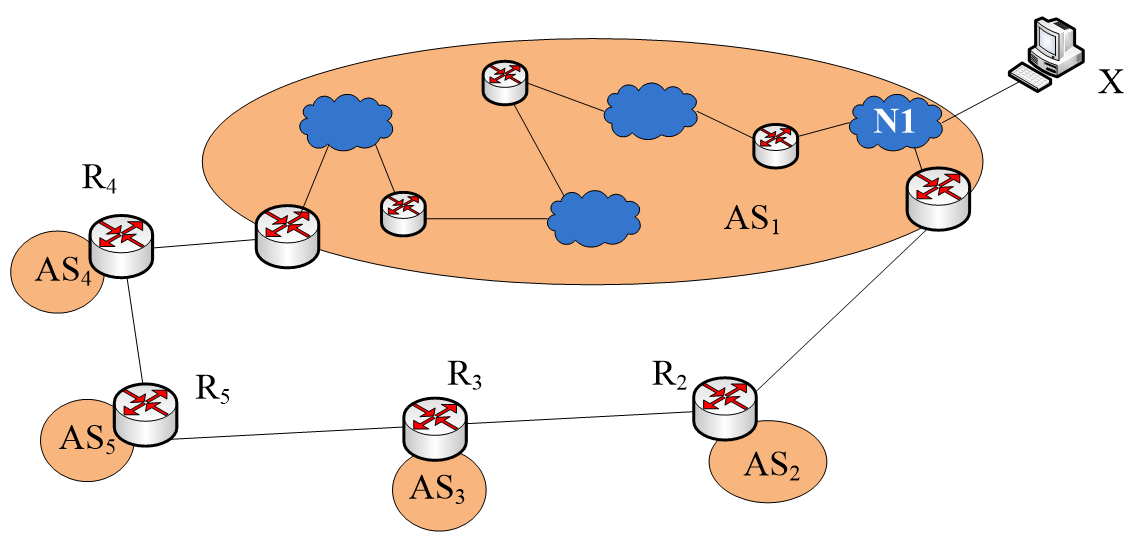 X
N1
R₄
AS₁
AS₄
R₃
R₂
R₅
AS₅
AS₂
AS₃